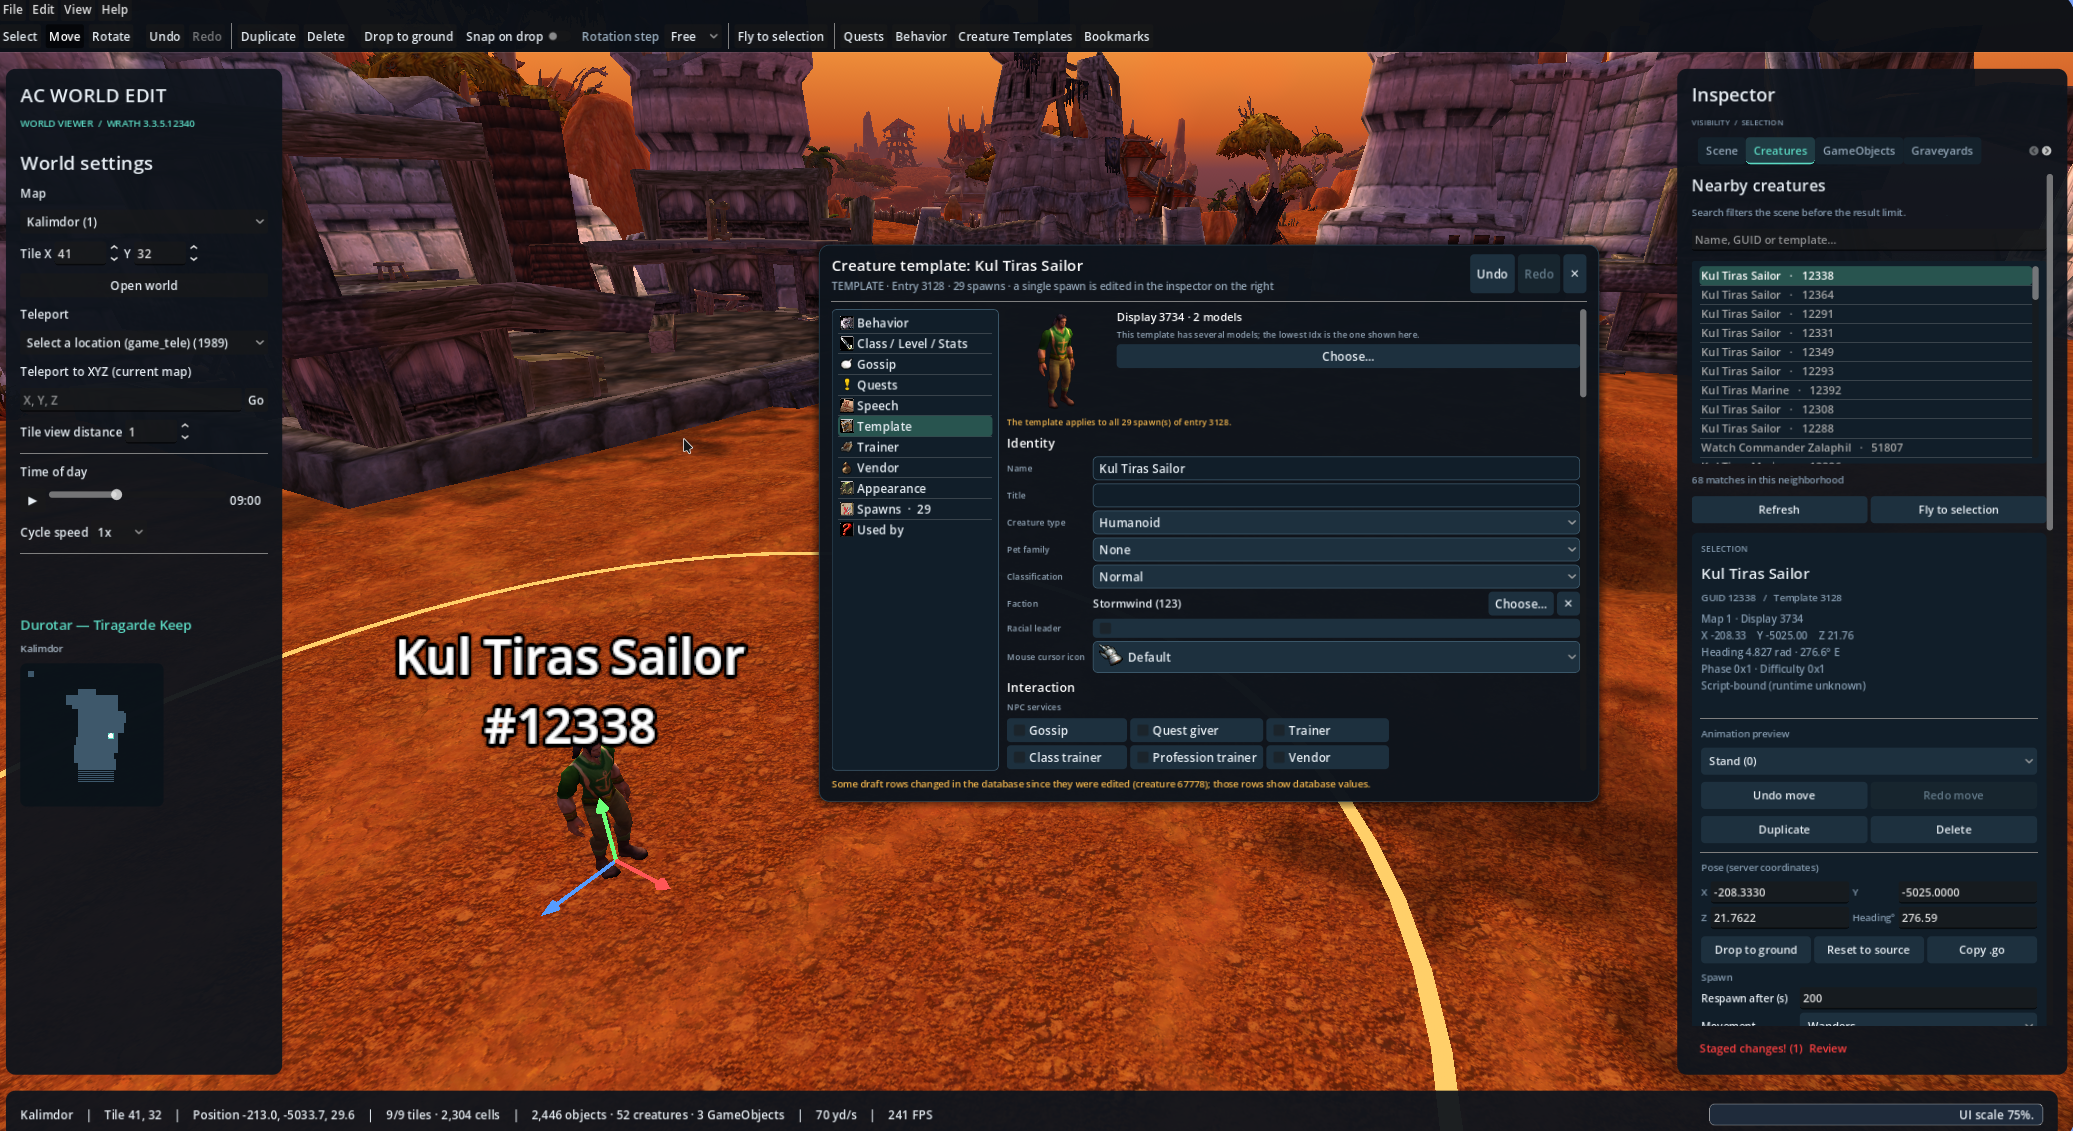 File Edit View Help
Select Move Rotate Undo Redo Duplicate Delete Drop to ground Snap on drop Rotation step Free Fly to selection Quests Behavior Creature Templates Bookmarks
AC WORLD EDIT
WORLD VIEWER / WRATH 3.3.5.12340
World settings
Map
Kalimdor (1)
Tile X 41 Y 32
Open world
Teleport
Select a location (game_tele) (1989)
Teleport to XYZ (current map)
X, Y, Z Go
Tile view distance 1
Time of day
09:00
Cycle speed 1x
Durotar — Tiragarde Keep
Kalimdor
Kul Tiras Sailor
#12338
Creature template: Kul Tiras Sailor
TEMPLATE · Entry 3128 · 29 spawns · a single spawn is edited in the inspector on the right
Undo Redo ×
Behavior
Class / Level / Stats
Gossip
Quests
Speech
Template
Trainer
Vendor
Appearance
Spawns · 29
Used by
Display 3734 · 2 models
This template has several models; the lowest Idx is the one shown here.
Choose...
The template applies to all 29 spawn(s) of entry 3128.
Identity
Name Kul Tiras Sailor
Title
Creature type Humanoid
Pet family None
Classification Normal
Faction Stormwind (123) Choose... ×
Racial leader
Mouse cursor icon Default
Interaction
NPC services
Gossip Quest giver Trainer
Class trainer Profession trainer Vendor
Some draft rows changed in the database since they were edited (creature 67778); those rows show database values.
Inspector
VISIBILITY / SELECTION
Scene Creatures GameObjects Graveyards
Nearby creatures
Search filters the scene before the result limit.
Name, GUID or template...
Kul Tiras Sailor · 12338
Kul Tiras Sailor · 12364
Kul Tiras Sailor · 12291
Kul Tiras Sailor · 12331
Kul Tiras Sailor · 12349
Kul Tiras Sailor · 12293
Kul Tiras Marine · 12392
Kul Tiras Sailor · 12308
Kul Tiras Sailor · 12288
Watch Commander Zalaphil · 51807
68 matches in this neighborhood
Refresh Fly to selection
SELECTION
Kul Tiras Sailor
GUID 12338 / Template 3128
Map 1 · Display 3734
X -208.33 Y -5025.00 Z 21.76
Heading 4.827 rad · 276.6° E
Phase 0x1 · Difficulty 0x1
Script-bound (runtime unknown)
Animation preview
Stand (0)
Undo move Redo move
Duplicate Delete
Pose (server coordinates)
X -208.3330 Y -5025.0000
Z 21.7622 Heading° 276.59
Drop to ground Reset to source Copy .go
Spawn
Respawn after (s) 200
Movement Wanders
Staged changes! (1) Review
Kalimdor | Tile 41, 32 | Position -213.0, -5033.7, 29.6 | 9/9 tiles · 2,304 cells | 2,446 objects · 52 creatures · 3 GameObjects | 70 yd/s | 241 FPS
UI scale 75%.